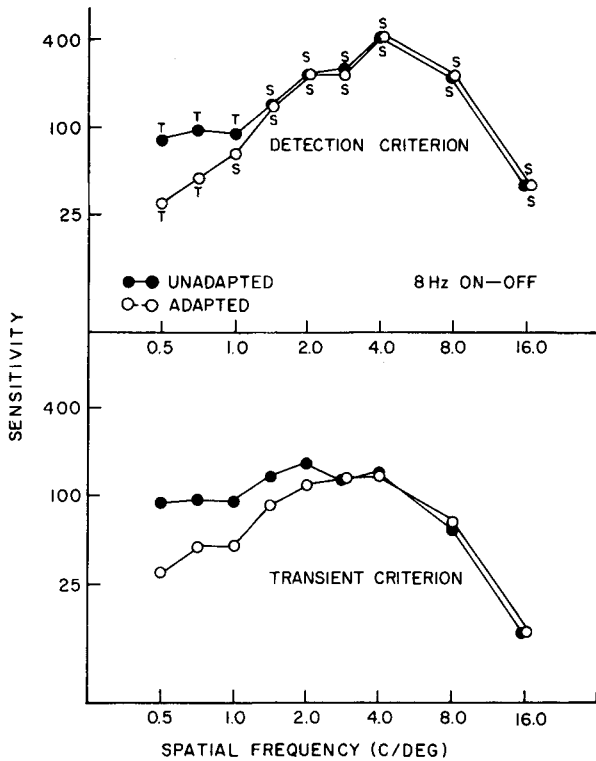 400
100
25
T T T S S S S S S
T T S S S S S S S
DETECTION CRITERION
UNADAPTED
ADAPTED
8 Hz ON—OFF
0.5 1.0 2.0 4.0 8.0 16.0
SENSITIVITY
400
100
25
TRANSIENT CRITERION
0.5 1.0 2.0 4.0 8.0 16.0
SPATIAL FREQUENCY (C/DEG)